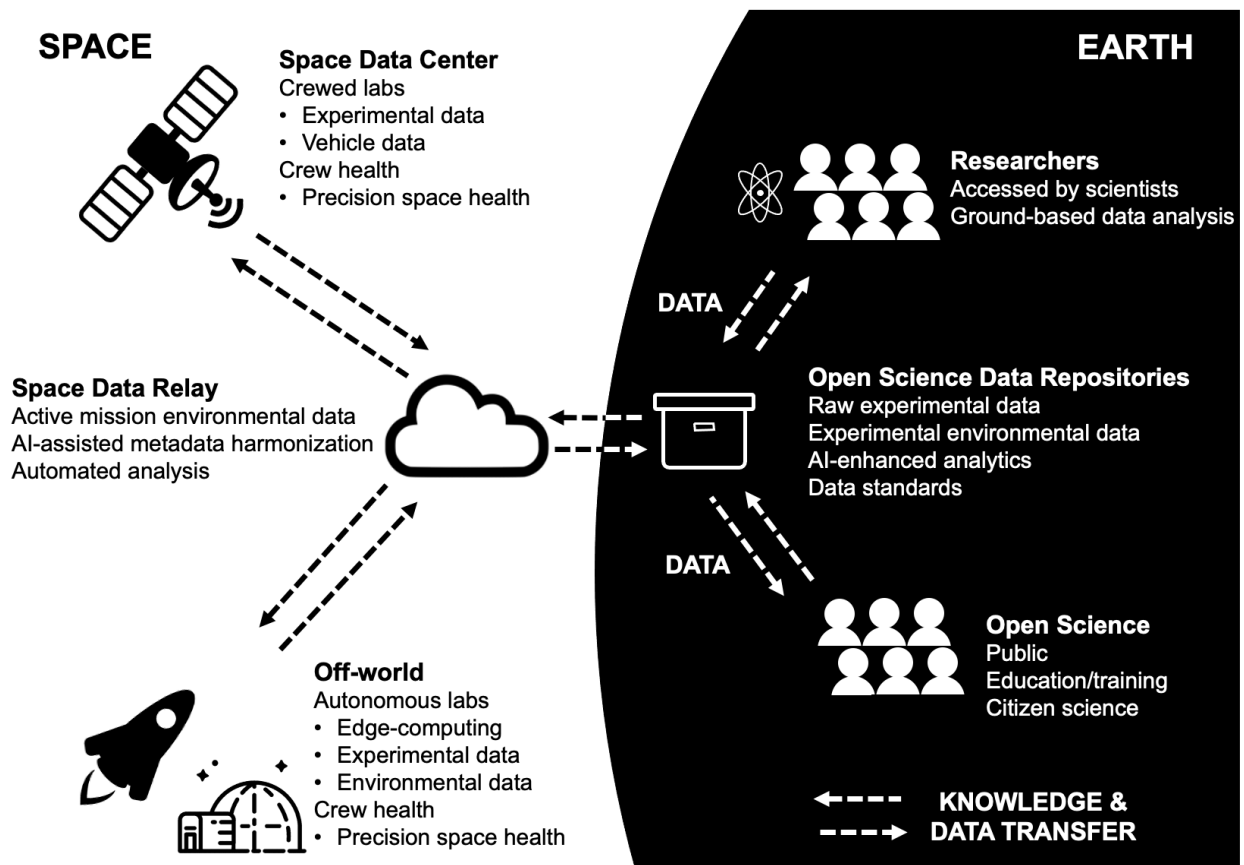 SPACE
Space Data Center
Crewed labs
• Experimental data
• Vehicle data
Crew health
• Precision space health
Space Data Relay
Active mission environmental data
AI-assisted metadata harmonization
Automated analysis
Off-world
Autonomous labs
• Edge-computing
• Experimental data
• Environmental data
Crew health
• Precision space health
EARTH
Researchers
Accessed by scientists
Ground-based data analysis
DATA
Open Science Data Repositories
Raw experimental data
Experimental environmental data
AI-enhanced analytics
Data standards
DATA
Open Science
Public
Education/training
Citizen science
KNOWLEDGE &
DATA TRANSFER